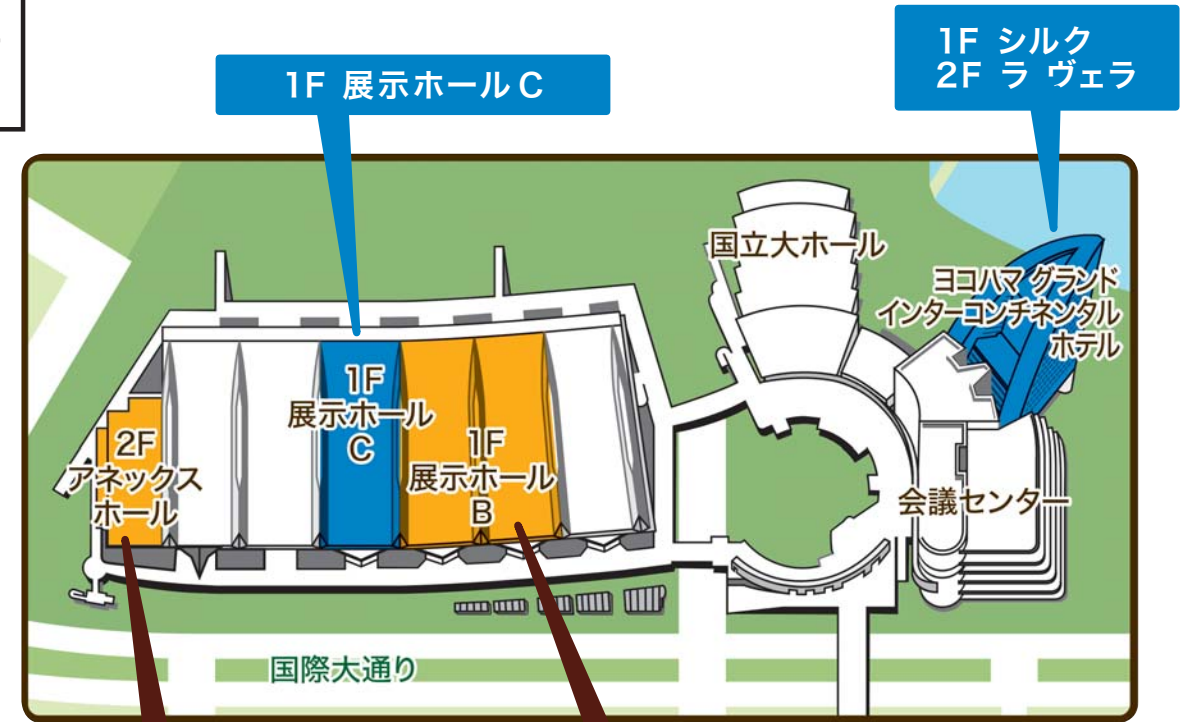 1F シルク
2F ラ ヴェラ
1F 展示ホール C
国立大ホール
ヨコハマ グランド
インターコンチネンタル
ホテル
1F
展示ホール
C
1F
展示ホール
B
2F
アネックス
ホール
会議センター
国際大通り